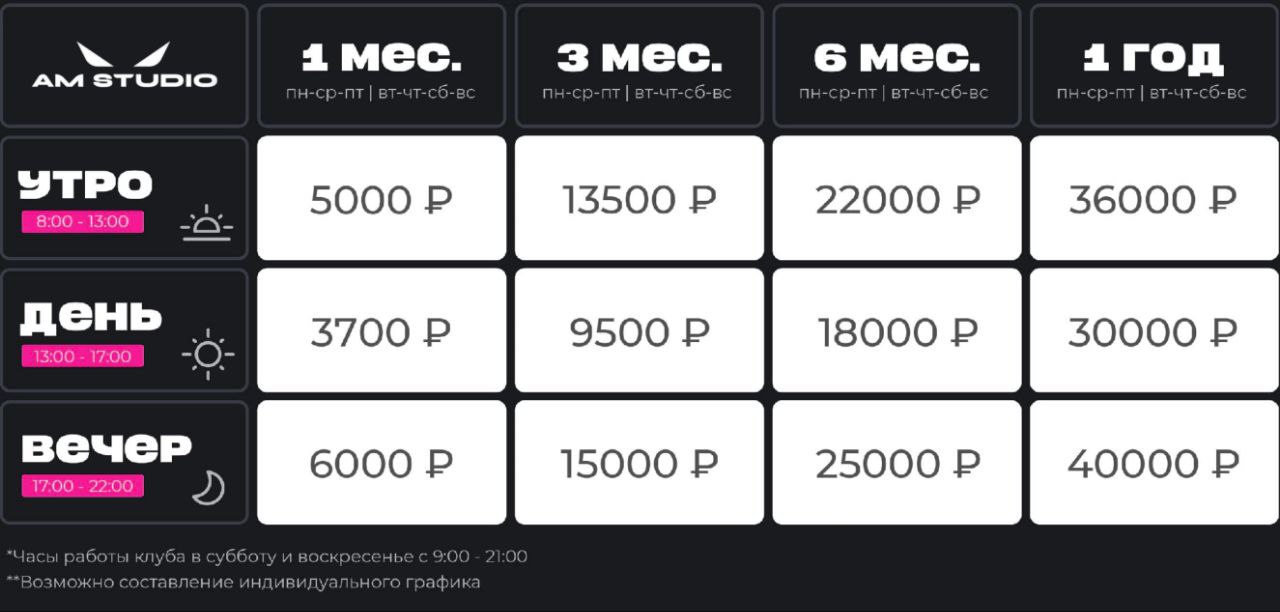 AM STUDIO
1 мес.
пн-ср-пт | вт-чт-сб-вс
3 мес.
пн-ср-пт | вт-чт-сб-вс
6 мес.
пн-ср-пт | вт-чт-сб-вс
1 год
пн-ср-пт | вт-чт-сб-вс
утро
8:00 - 13:00
5000 ₽
13500 ₽
22000 ₽
36000 ₽
день
13:00 - 17:00
3700 ₽
9500 ₽
18000 ₽
30000 ₽
вечер
17:00 - 22:00
6000 ₽
15000 ₽
25000 ₽
40000 ₽
*Часы работы клуба в субботу и воскресенье с 9:00 - 21:00
**Возможно составление индивидуального графика